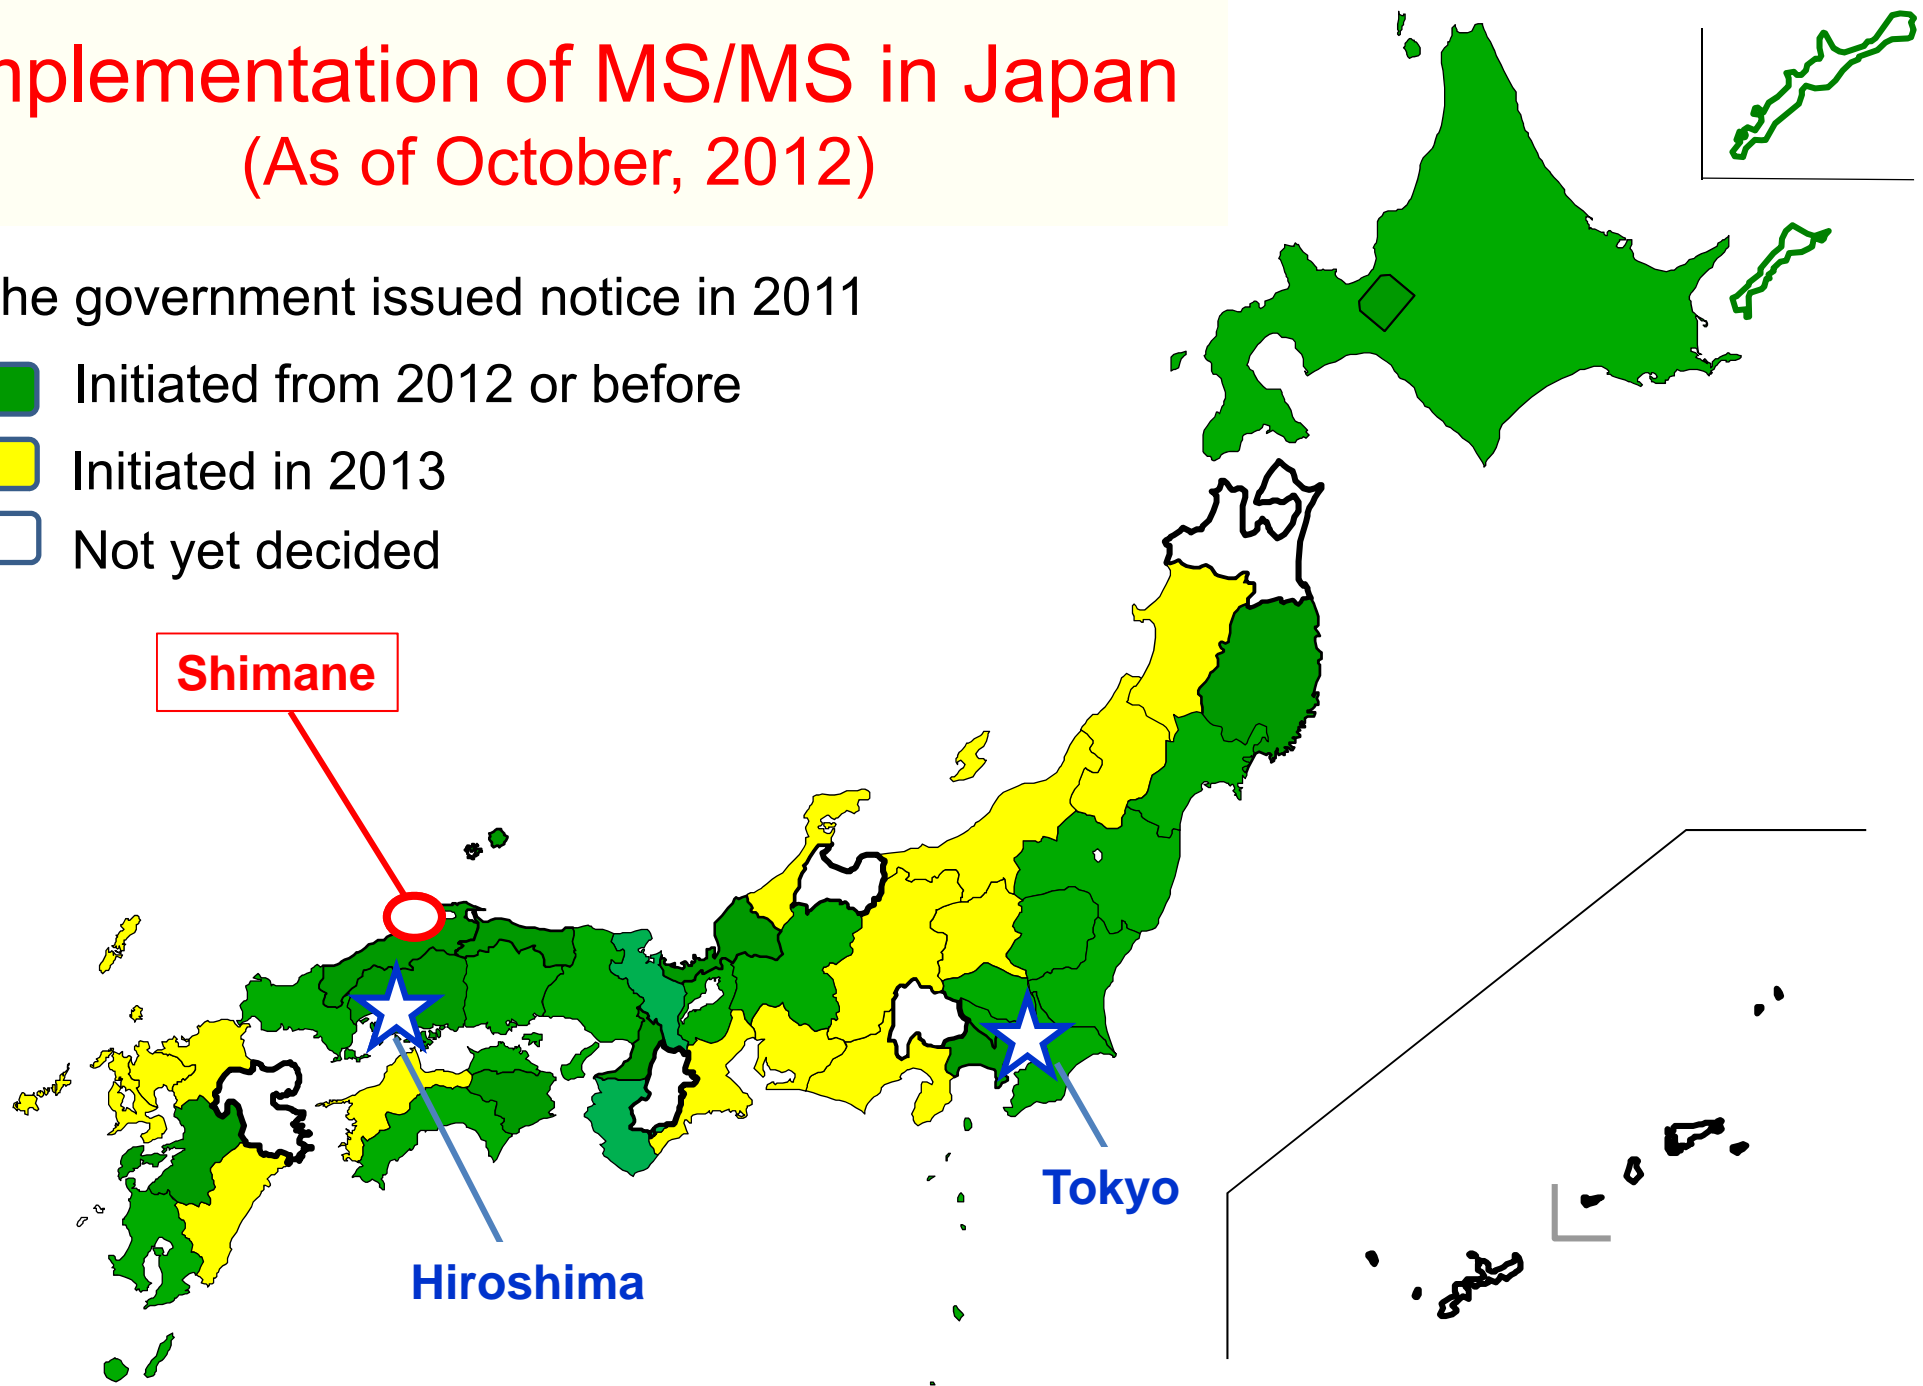 mplementation of MS/MS in Japan
(As of October, 2012)
he government issued notice in 2011
Initiated from 2012 or before
Initiated in 2013
Not yet decided
Shimane
Tokyo
Hiroshima